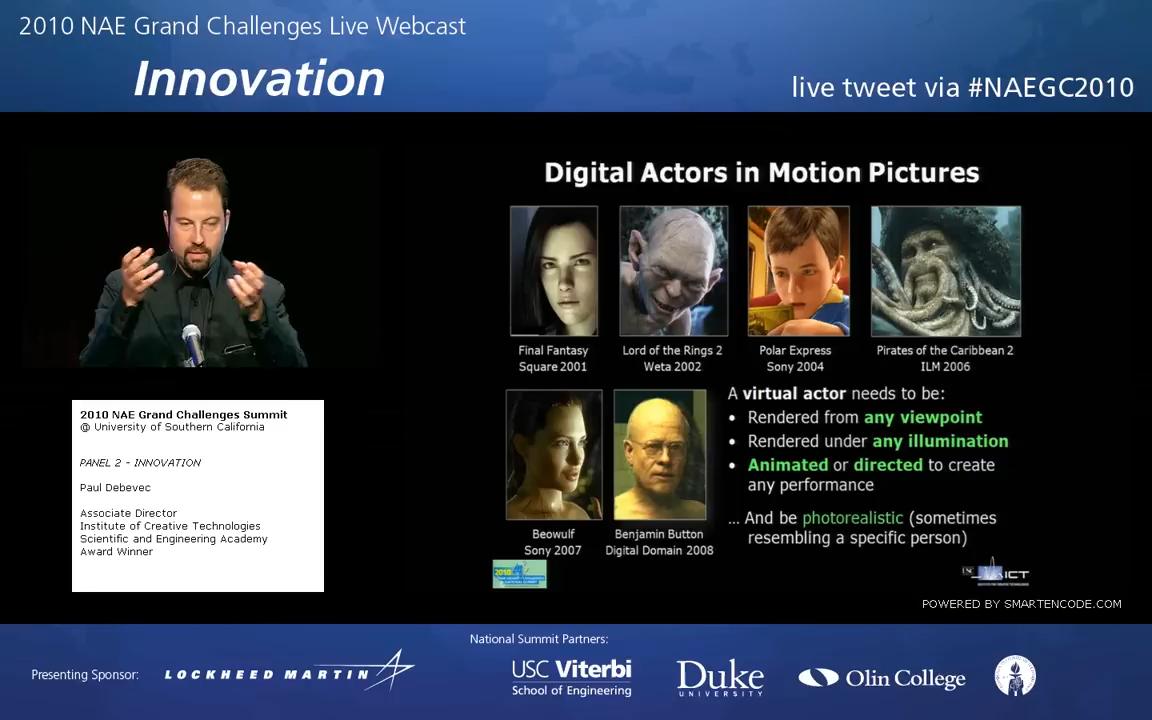 2010 NAE Grand Challenges Live Webcast
Innovation
live tweet via #NAEGC2010
Digital Actors in Motion Pictures
Final Fantasy
Square 2001
Lord of the Rings 2
Weta 2002
Polar Express
Sony 2004
Pirates of the Caribbean 2
ILM 2006
A virtual actor needs to be:
• Rendered from any viewpoint
• Rendered under any illumination
• Animated or directed to create
any performance
... And be photorealistic (sometimes
resembling a specific person)
Beowulf
Sony 2007
Benjamin Button
Digital Domain 2008
2010
ICT
2010 NAE Grand Challenges Summit
@ University of Southern California
PANEL 2 - INNOVATION
Paul Debevec
Associate Director
Institute of Creative Technologies
Scientific and Engineering Academy
Award Winner
POWERED BY SMARTENCODE.COM
National Summit Partners:
Presenting Sponsor:
LOCKHEED MARTIN
USC Viterbi
School of Engineering
Duke
UNIVERSITY
Olin College